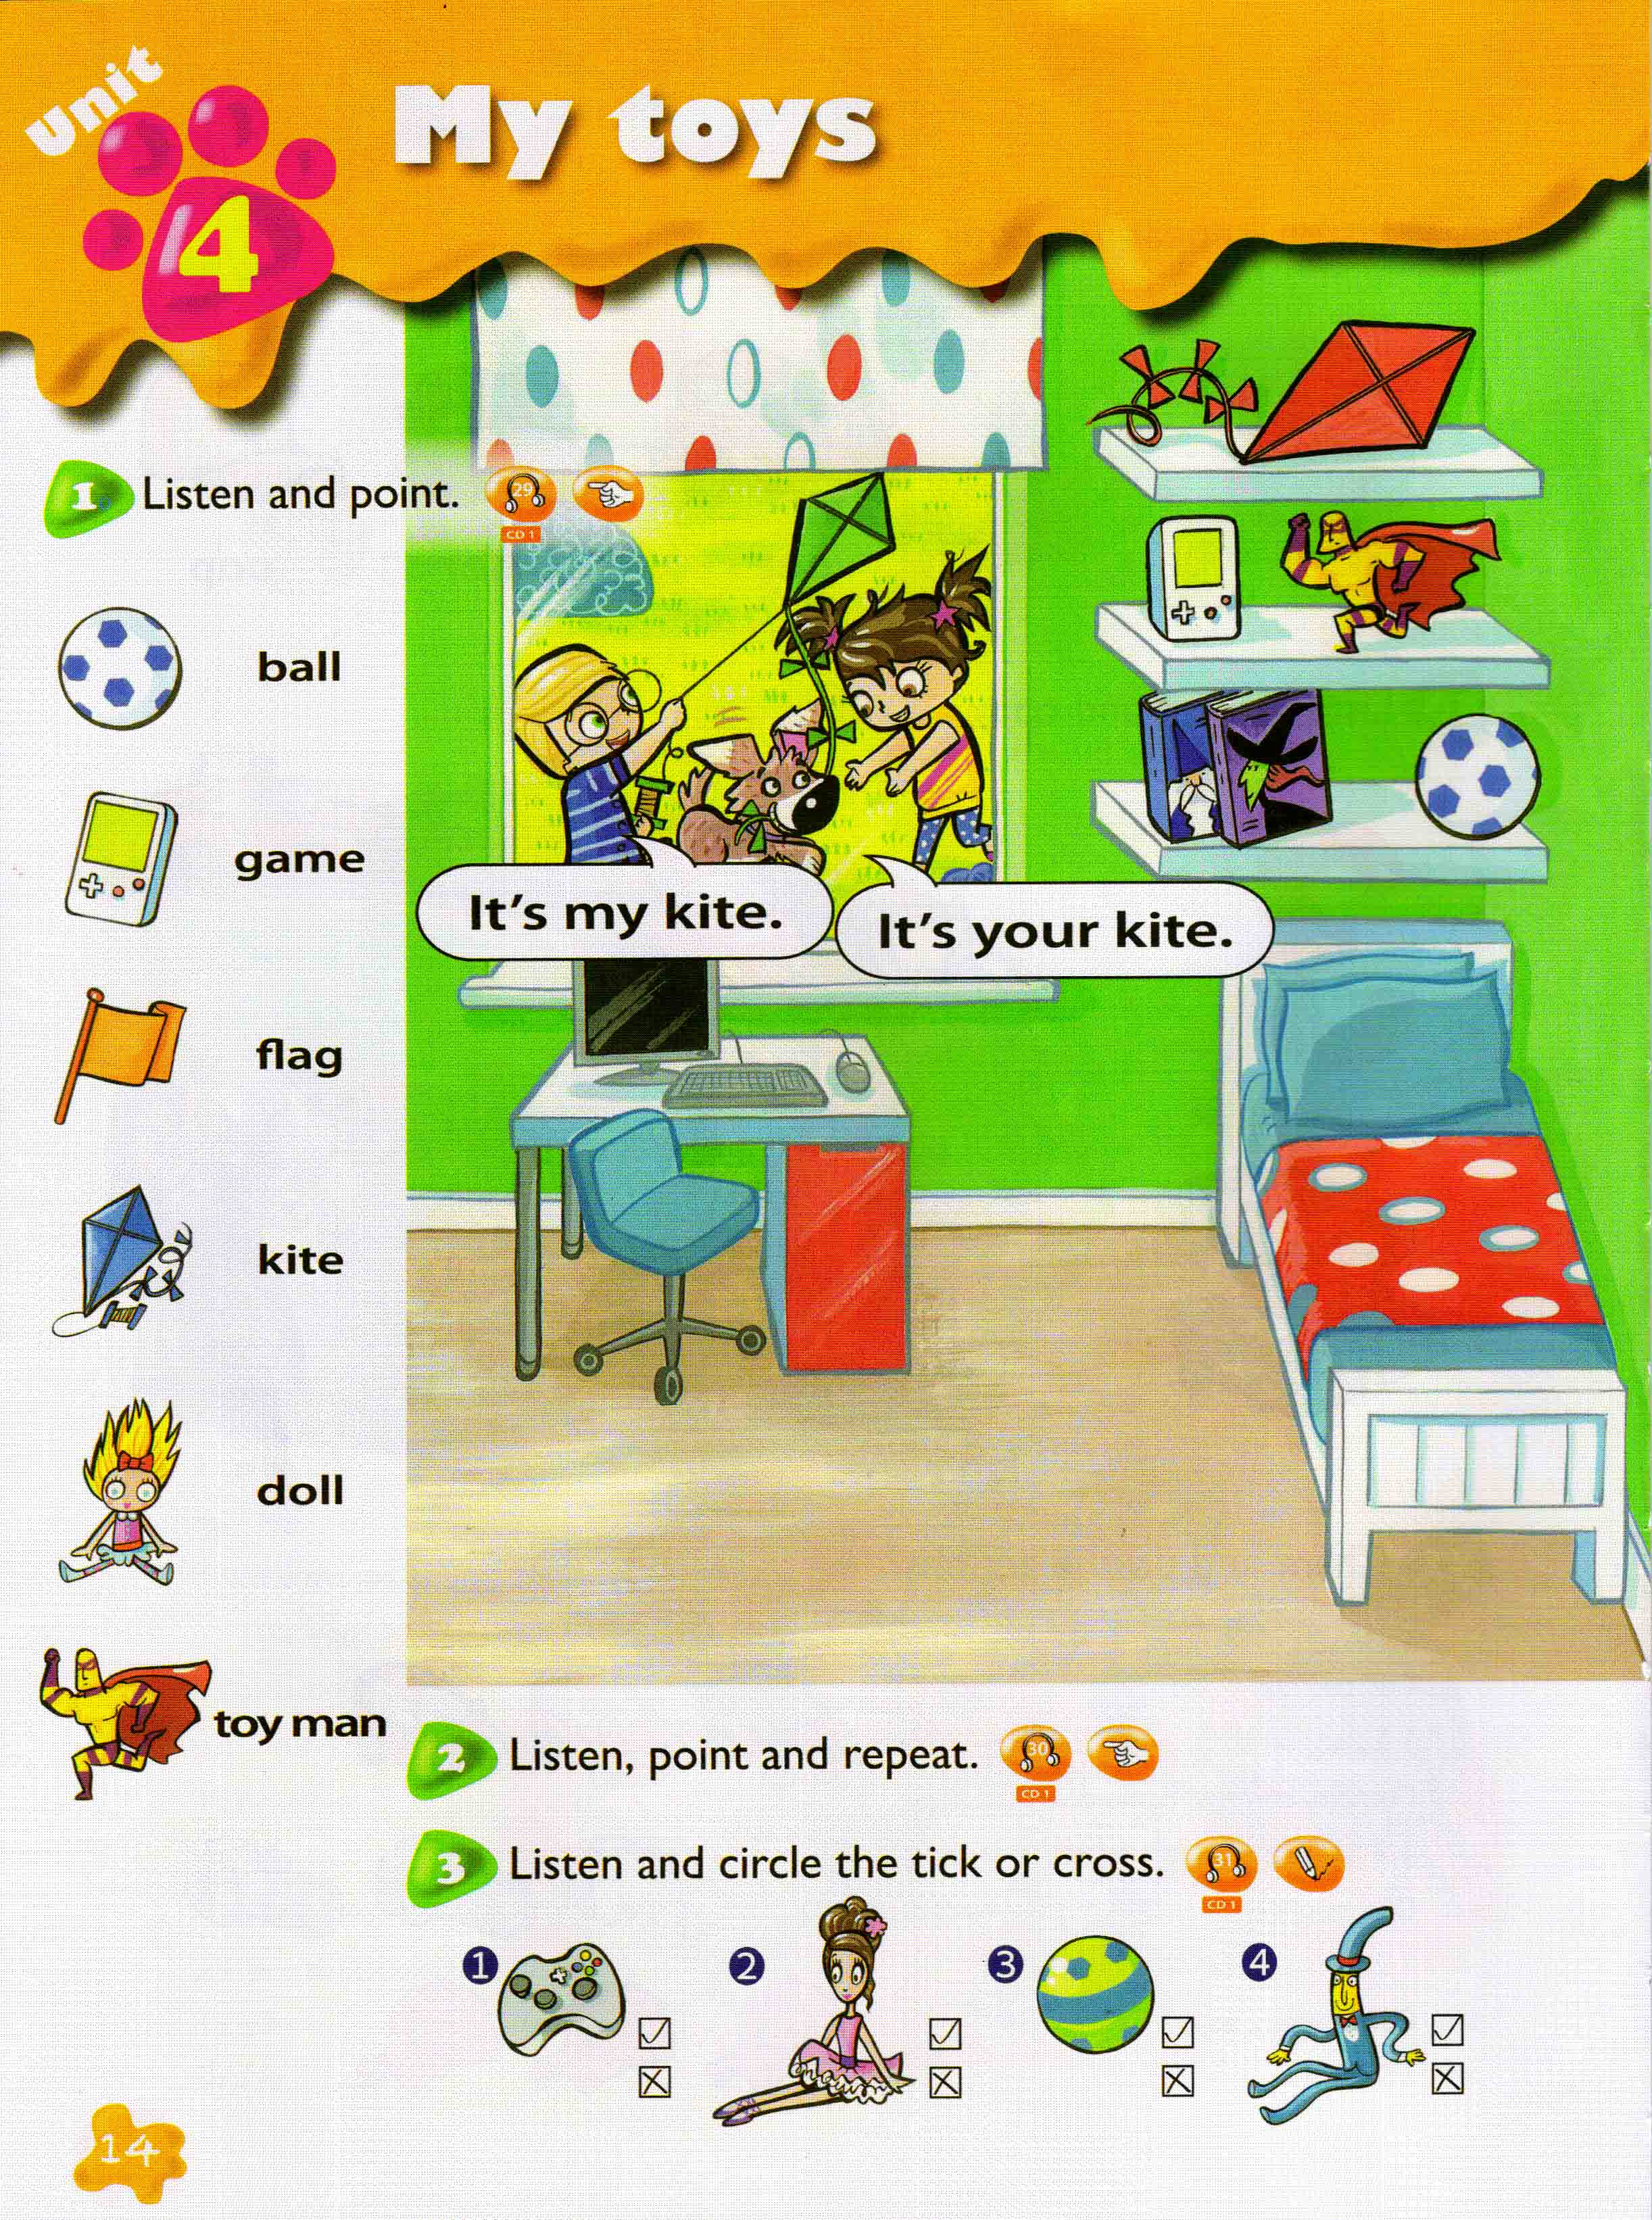 Unit
4
My toys
1 Listen and point.
29
CD 1
ball
game
flag
kite
doll
toy man
It's my kite.
It's your kite.
2 Listen, point and repeat.
30
CD 1
3 Listen and circle the tick or cross.
31
CD 1
1
2
3
4
14